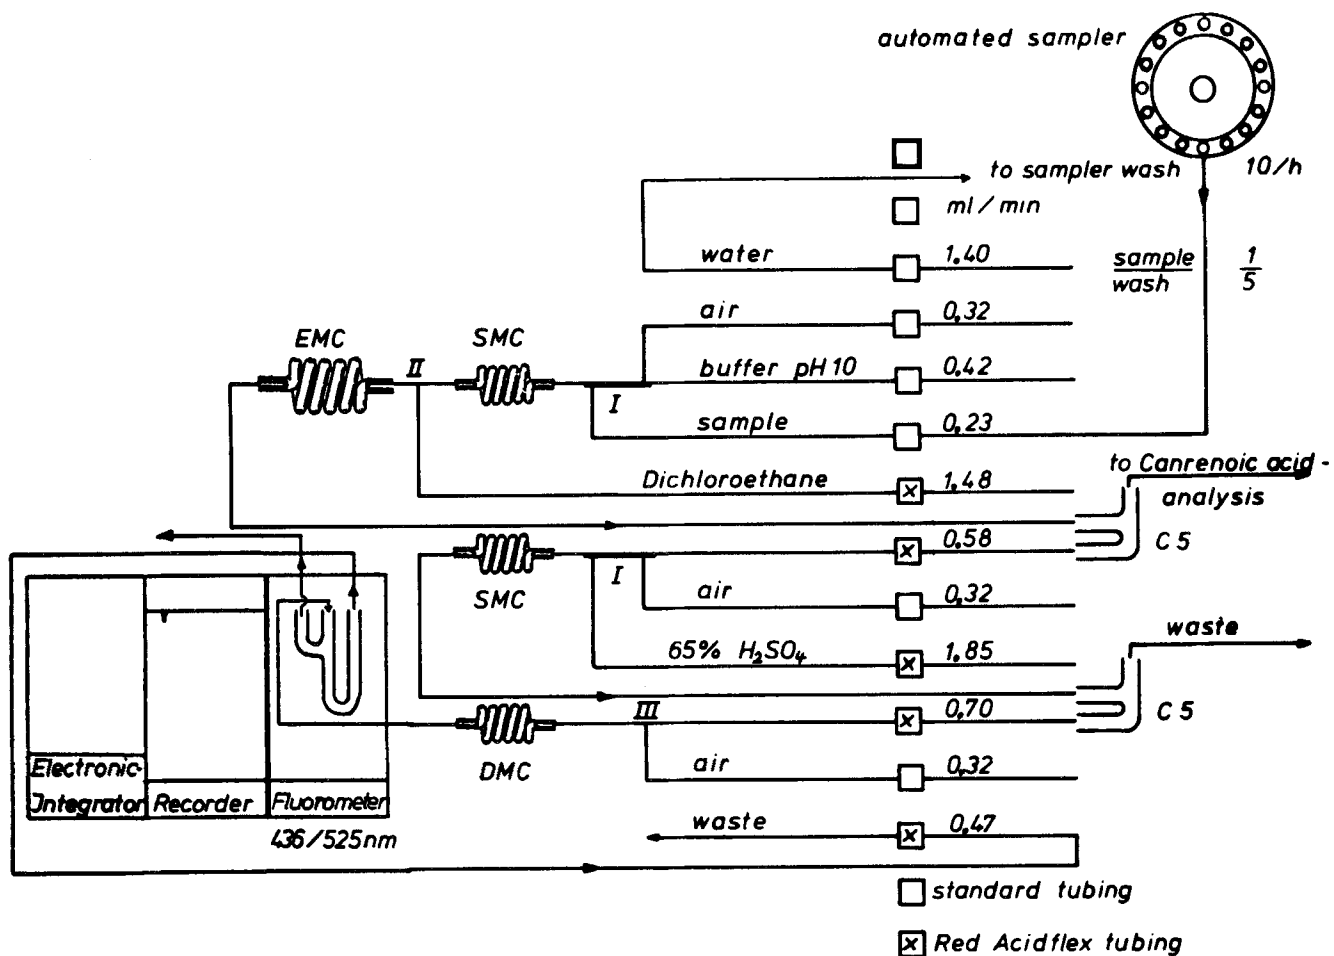 automated sampler
to sampler wash 10/h
ml/min
water 1.40 sample/wash 1/5
air 0.32
EMC II SMC
buffer pH 10 0.42
I
sample 0.23
Dichloroethane 1.48 to Canrenoic acid-
analysis
0.58 C 5
SMC I
air 0.32
65% H₂SO₄ 1.85 waste
III 0,70 C 5
DMC air 0.32
Electronic-
Integrator Recorder Fluorometer
436/525nm
waste 0.47
standard tubing
x Red Acidflex tubing